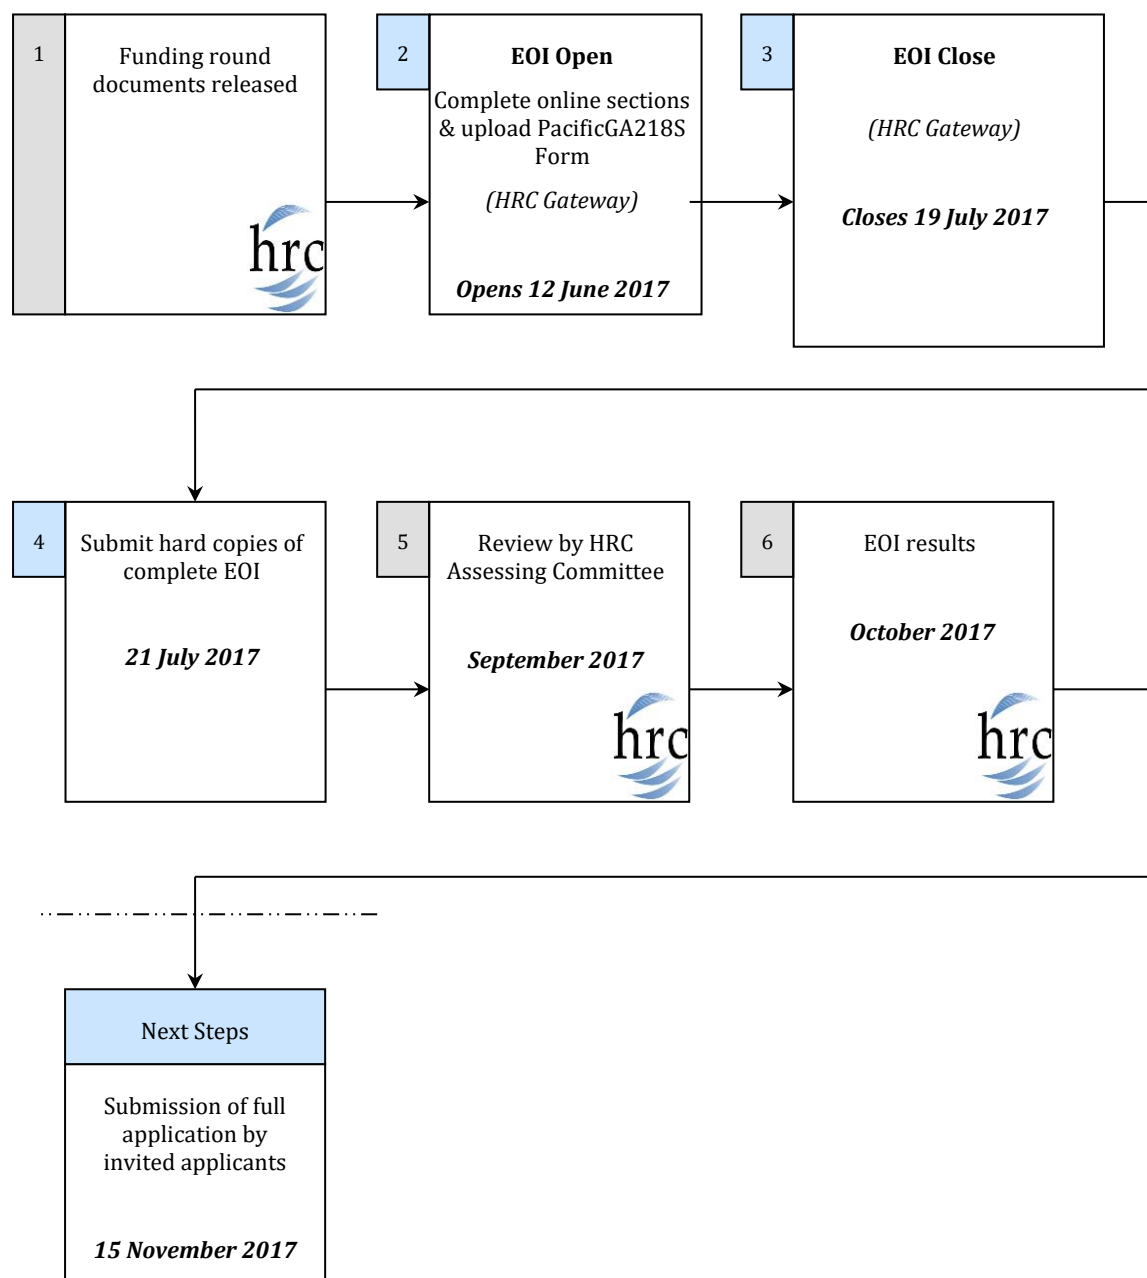 1
Funding round
documents released
hrc
2
EOI Open
Complete online sections
& upload PacificGA218S
Form
(HRC Gateway)
Opens 12 June 2017
3
EOI Close
(HRC Gateway)
Closes 19 July 2017
4
Submit hard copies of
complete EOI
21 July 2017
5
Review by HRC
Assessing Committee
September 2017
hrc
6
EOI results
October 2017
hrc
Next Steps
Submission of full
application by
invited applicants
15 November 2017